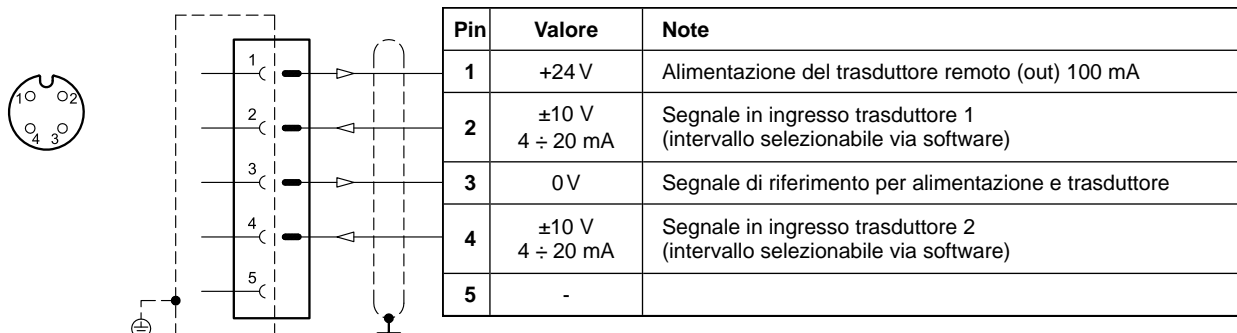 1 2
4 3
1
2
3
4
5
Pin Valore Note
1 +24 V Alimentazione del trasduttore remoto (out) 100 mA
2 ±10 V
4 ÷ 20 mA Segnale in ingresso trasduttore 1
(intervallo selezionabile via software)
3 0 V Segnale di riferimento per alimentazione e trasduttore
4 ±10 V
4 ÷ 20 mA Segnale in ingresso trasduttore 2
(intervallo selezionabile via software)
5 -